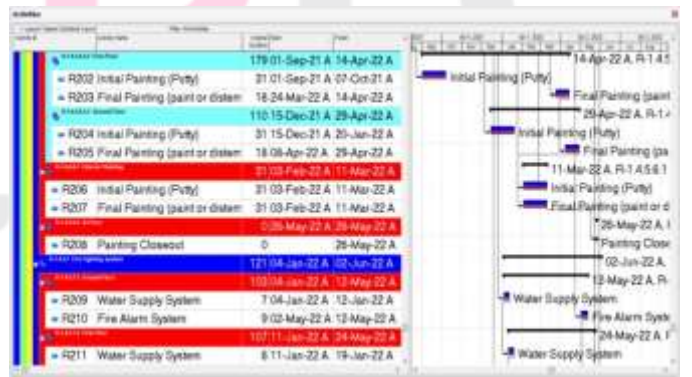 Activities
179 01-Sep-21 A 14-Apr-22 A
14-Apr-22 A, R-1.4.5
R202 Initial Painting (Putty) 31 01-Sep-21 A 07-Oct-21 A
Initial Painting (Putty)
R203 Final Painting (paint or distem 18 24-Mar-22 A 14-Apr-22 A
Final Painting (paint
110 15-Dec-21 A 29-Apr-22 A
29-Apr-22 A, R-1.4
R204 Initial Painting (Putty) 31 15-Dec-21 A 20-Jan-22 A
Initial Painting (Putty)
R205 Final Painting (paint or distem 18 08-Apr-22 A 29-Apr-22 A
Final Painting (pa
31 03-Feb-22 A 11-Mar-22 A
11-Mar-22 A, R-1.4.5.6.1
R206 Initial Painting (Putty) 31 03-Feb-22 A 11-Mar-22 A
Initial Painting (Putty)
R207 Final Painting (paint or distem 31 03-Feb-22 A 11-Mar-22 A
Final Painting (paint or d
0 26-May-22 A 26-May-22 A
26-May-22 A,
R208 Painting Closeout 0 26-May-22 A
Painting Close
121 04-Jan-22 A 02-Jun-22 A
02-Jun-22 A,
103 04-Jan-22 A 12-May-22 A
12-May-22 A, R-
R209 Water Supply System 7 04-Jan-22 A 12-Jan-22 A
Water Supply System
R210 Fire Alarm System 9 02-May-22 A 12-May-22 A
Fire Alarm Syste
107 11-Jan-22 A 24-May-22 A
24-May-22 A, F
R211 Water Supply System 8 11-Jan-22 A 19-Jan-22 A
Water Supply System